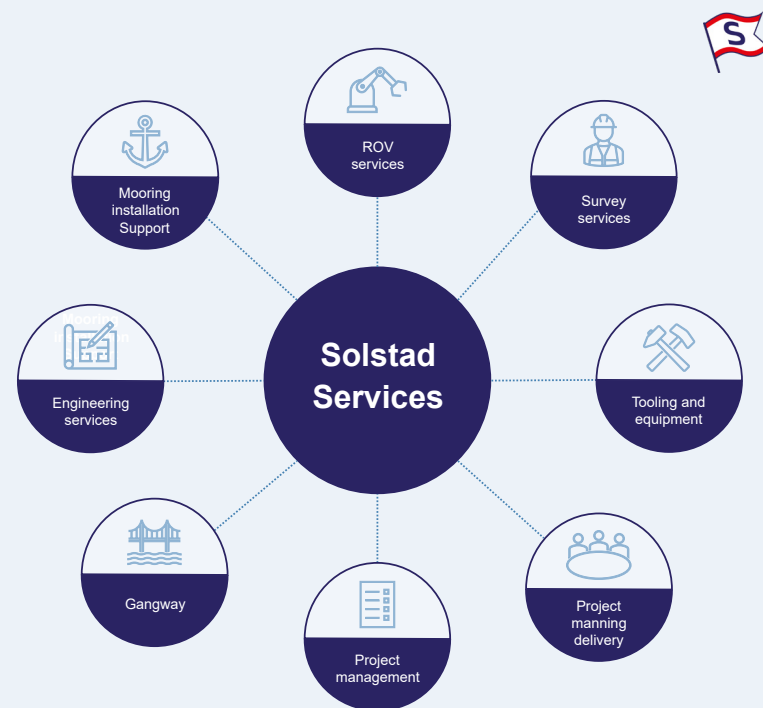 S
ROV
services
Mooring
installation
Support
Survey
services
Mooring
Solstad
Services
Engineering
services
Tooling and
equipment
Gangway
Project
manning
delivery
Project
management